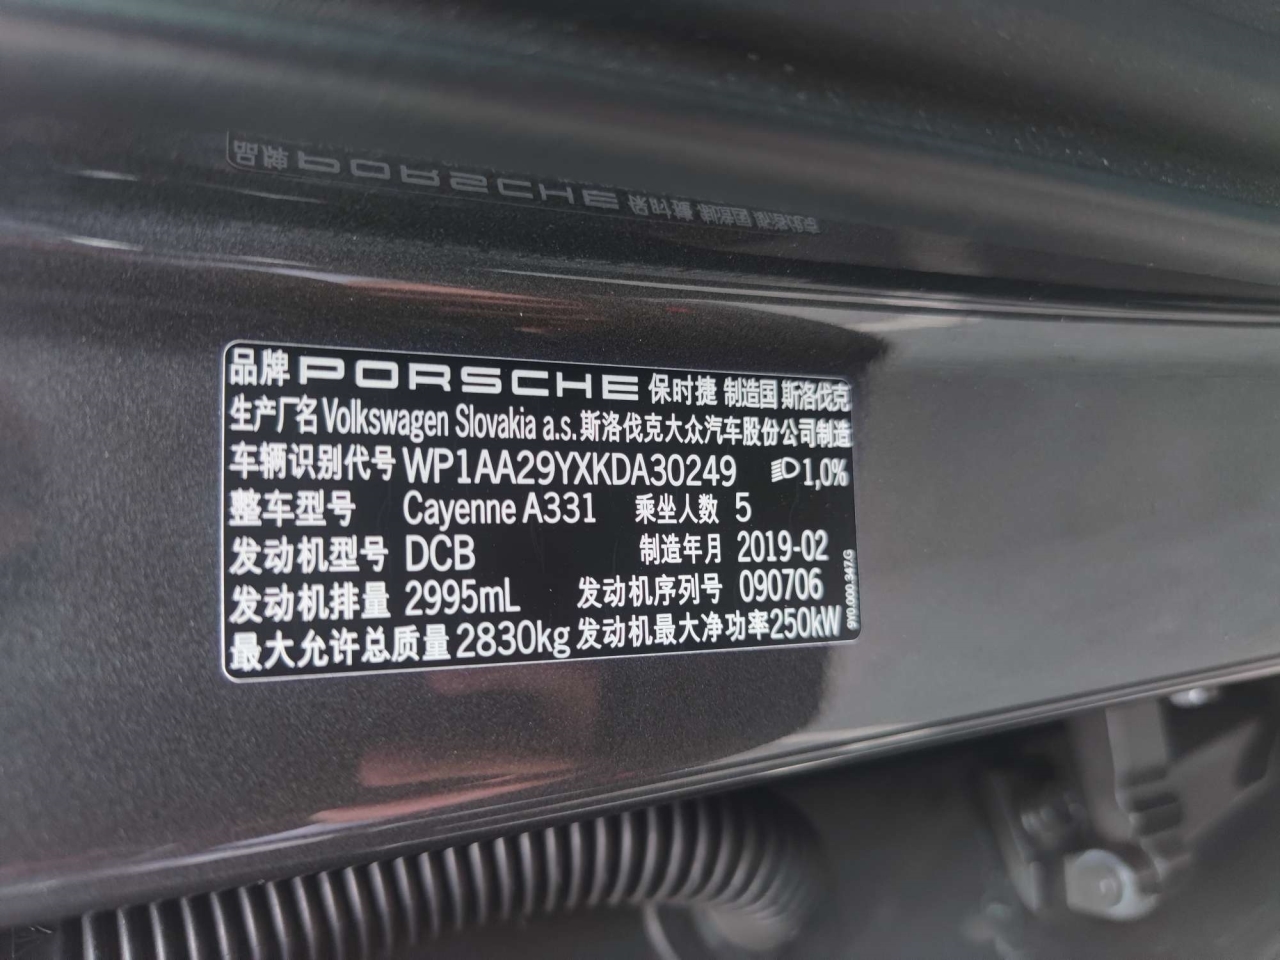 品牌 PORSCHE 保时捷 制造国 斯洛伐克
生产厂名 Volkswagen Slovakia a.s. 斯洛伐克大众汽车股份公司制造
车辆识别代号 WP1AA29YXKDA30249 1,0%
整车型号 Cayenne A331 乘坐人数 5
发动机型号 DCB 制造年月 2019-02
发动机排量 2995mL 发动机序列号 090706
最大允许总质量 2830kg 发动机最大净功率 250kW
9Y0.000.347.G